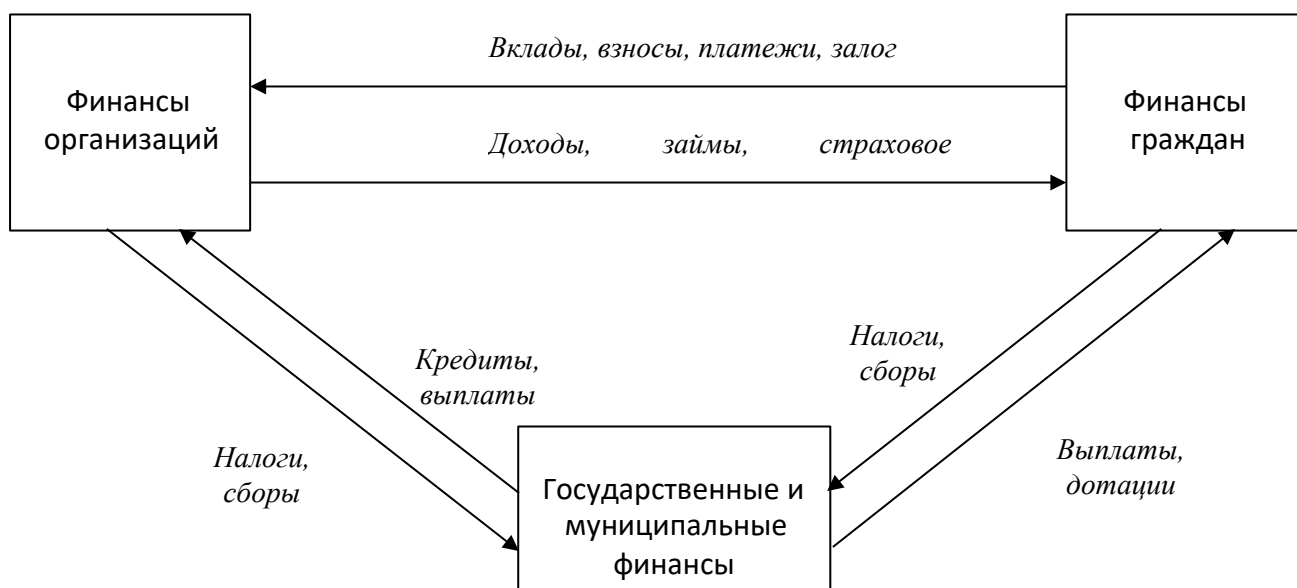 Вклады, взносы, платежи, залог
Финансы
организаций
Финансы
граждан
Доходы, займы, страховое
Кредиты,
выплаты
Налоги,
сборы
Налоги,
сборы
Выплаты,
дотации
Государственные и
муниципальные
финансы